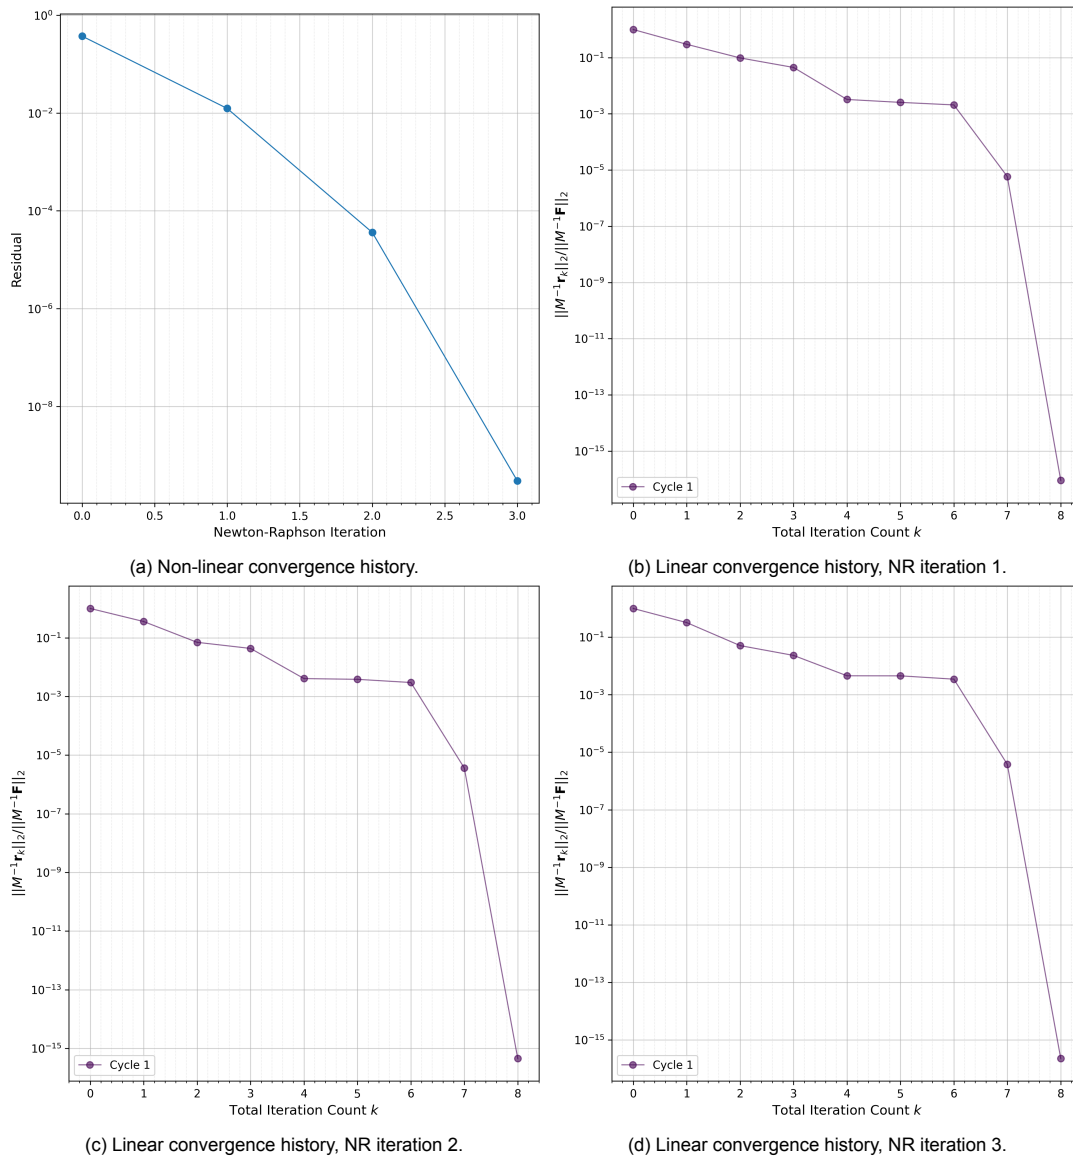 10^0
10^{-2}
10^{-4}
10^{-6}
10^{-8}
Residual
0.0 0.5 1.0 1.5 2.0 2.5 3.0
Newton-Raphson Iteration
(a) Non-linear convergence history.
10^{-1}
10^{-3}
10^{-5}
10^{-7}
10^{-9}
10^{-11}
10^{-13}
10^{-15}
||M^{-1}r_k||_2/||M^{-1}F||_2
Cycle 1
0 1 2 3 4 5 6 7 8
Total Iteration Count k
(b) Linear convergence history, NR iteration 1.
10^{-1}
10^{-3}
10^{-5}
10^{-7}
10^{-9}
10^{-11}
10^{-13}
10^{-15}
||M^{-1}r_k||_2/||M^{-1}F||_2
Cycle 1
0 1 2 3 4 5 6 7 8
Total Iteration Count k
(c) Linear convergence history, NR iteration 2.
10^{-1}
10^{-3}
10^{-5}
10^{-7}
10^{-9}
10^{-11}
10^{-13}
10^{-15}
||M^{-1}r_k||_2/||M^{-1}F||_2
Cycle 1
0 1 2 3 4 5 6 7 8
Total Iteration Count k
(d) Linear convergence history, NR iteration 3.